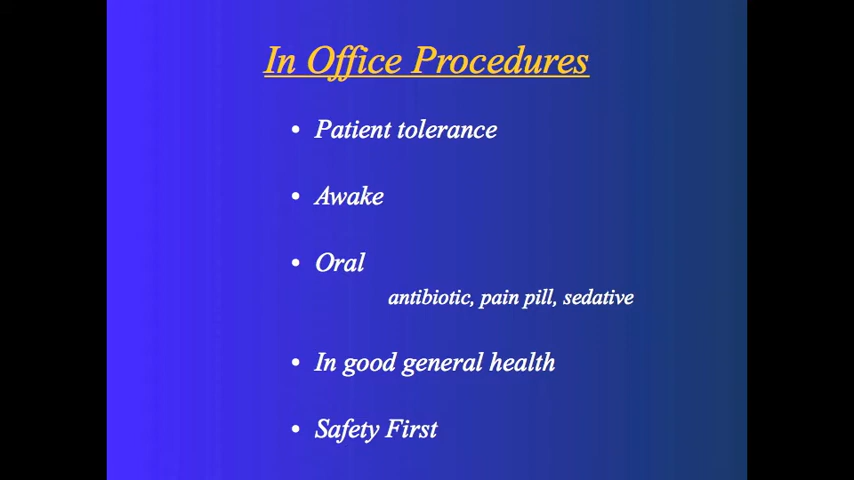 In Office Procedures
• Patient tolerance
• Awake
• Oral
antibiotic, pain pill, sedative
• In good general health
• Safety First